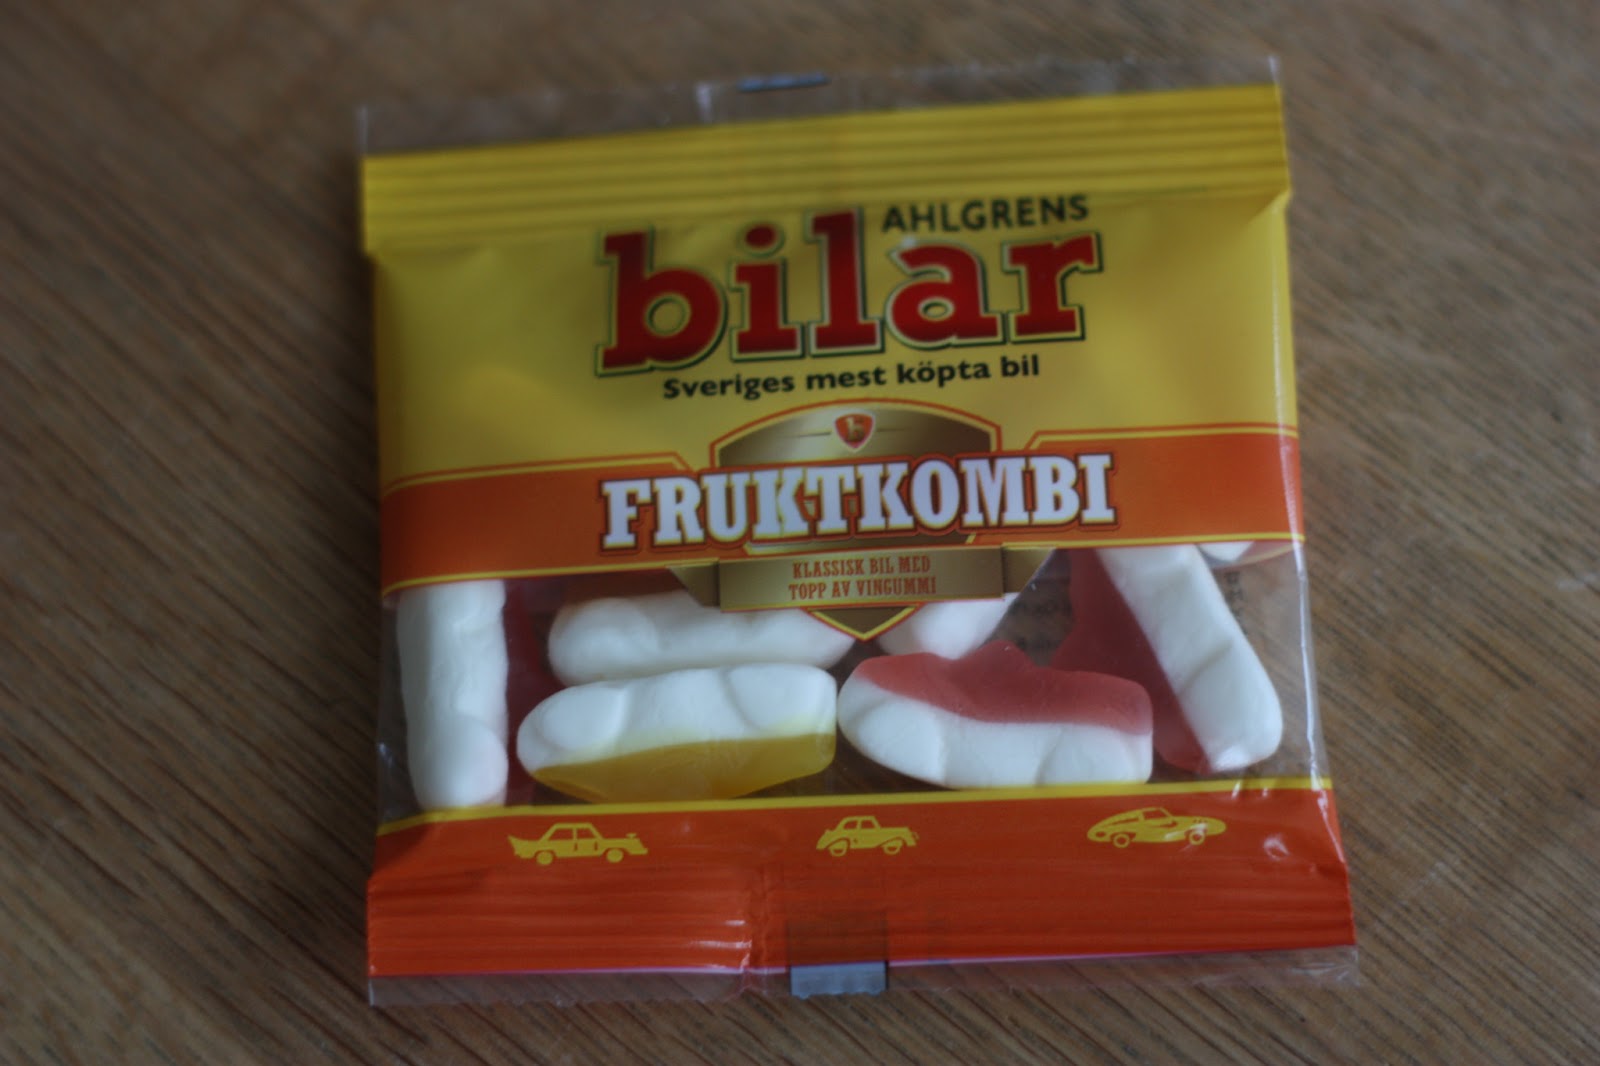 AHLGRENS
bilar
Sveriges mest köpta bil
FRUKTKOMBI
KLASSISK BIL MED
TOPP AV VINGUMMI